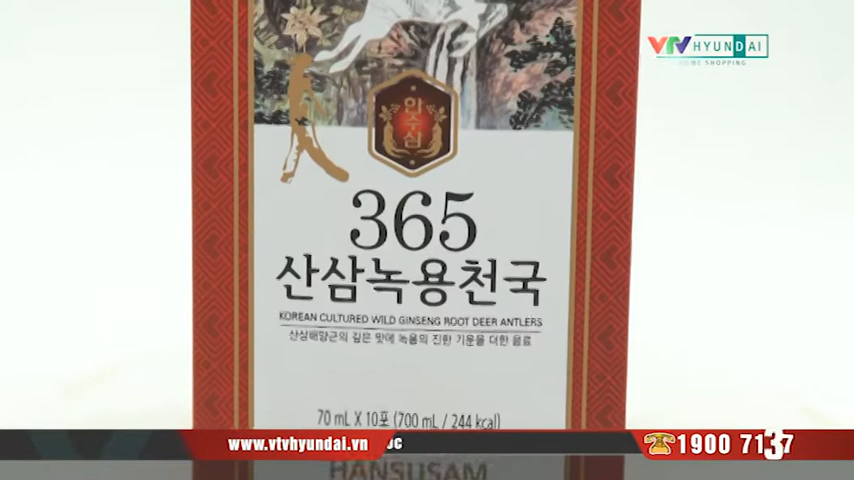 VTV HYUNDAI
HOME SHOPPING
인
수
삼
365
산삼녹용천국
KOREAN CULTURED WILD GINSENG ROOT DEER ANTLERS
산삼배양근의 깊은 맛에 녹용의 진한 기운을 더한 음료
70 mL X 10포 (700 mL / 244 kcal)
www.vtvhyundai.vn
1900 7137
HANSUSAM